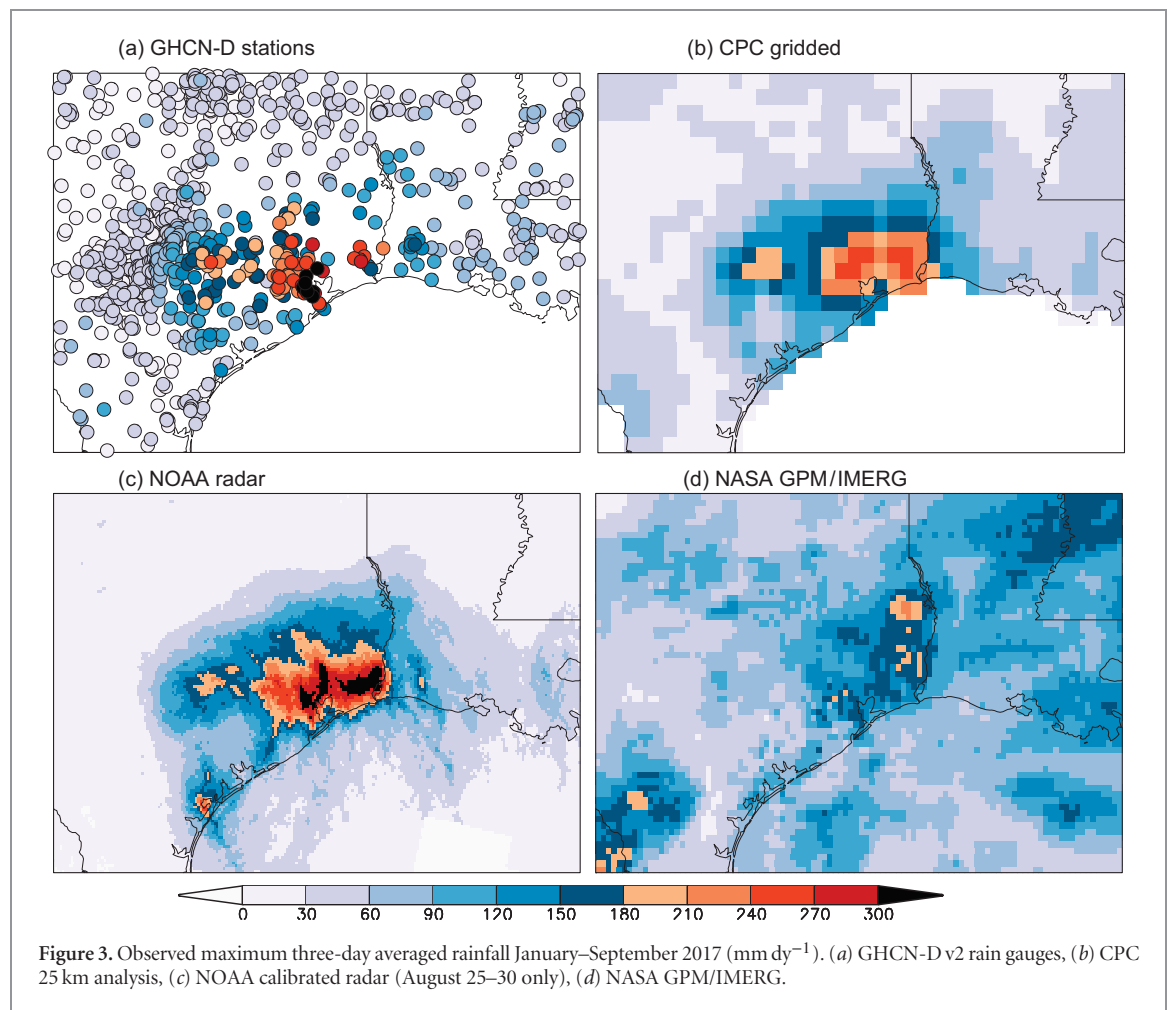 (a) GHCN-D stations
(b) CPC gridded
(c) NOAA radar
(d) NASA GPM/IMERG
0 30 60 90 120 150 180 210 240 270 300
Figure 3. Observed maximum three-day averaged rainfall January–September 2017 (mm dy⁻¹). (a) GHCN-D v2 rain gauges, (b) CPC
25 km analysis, (c) NOAA calibrated radar (August 25–30 only), (d) NASA GPM/IMERG.